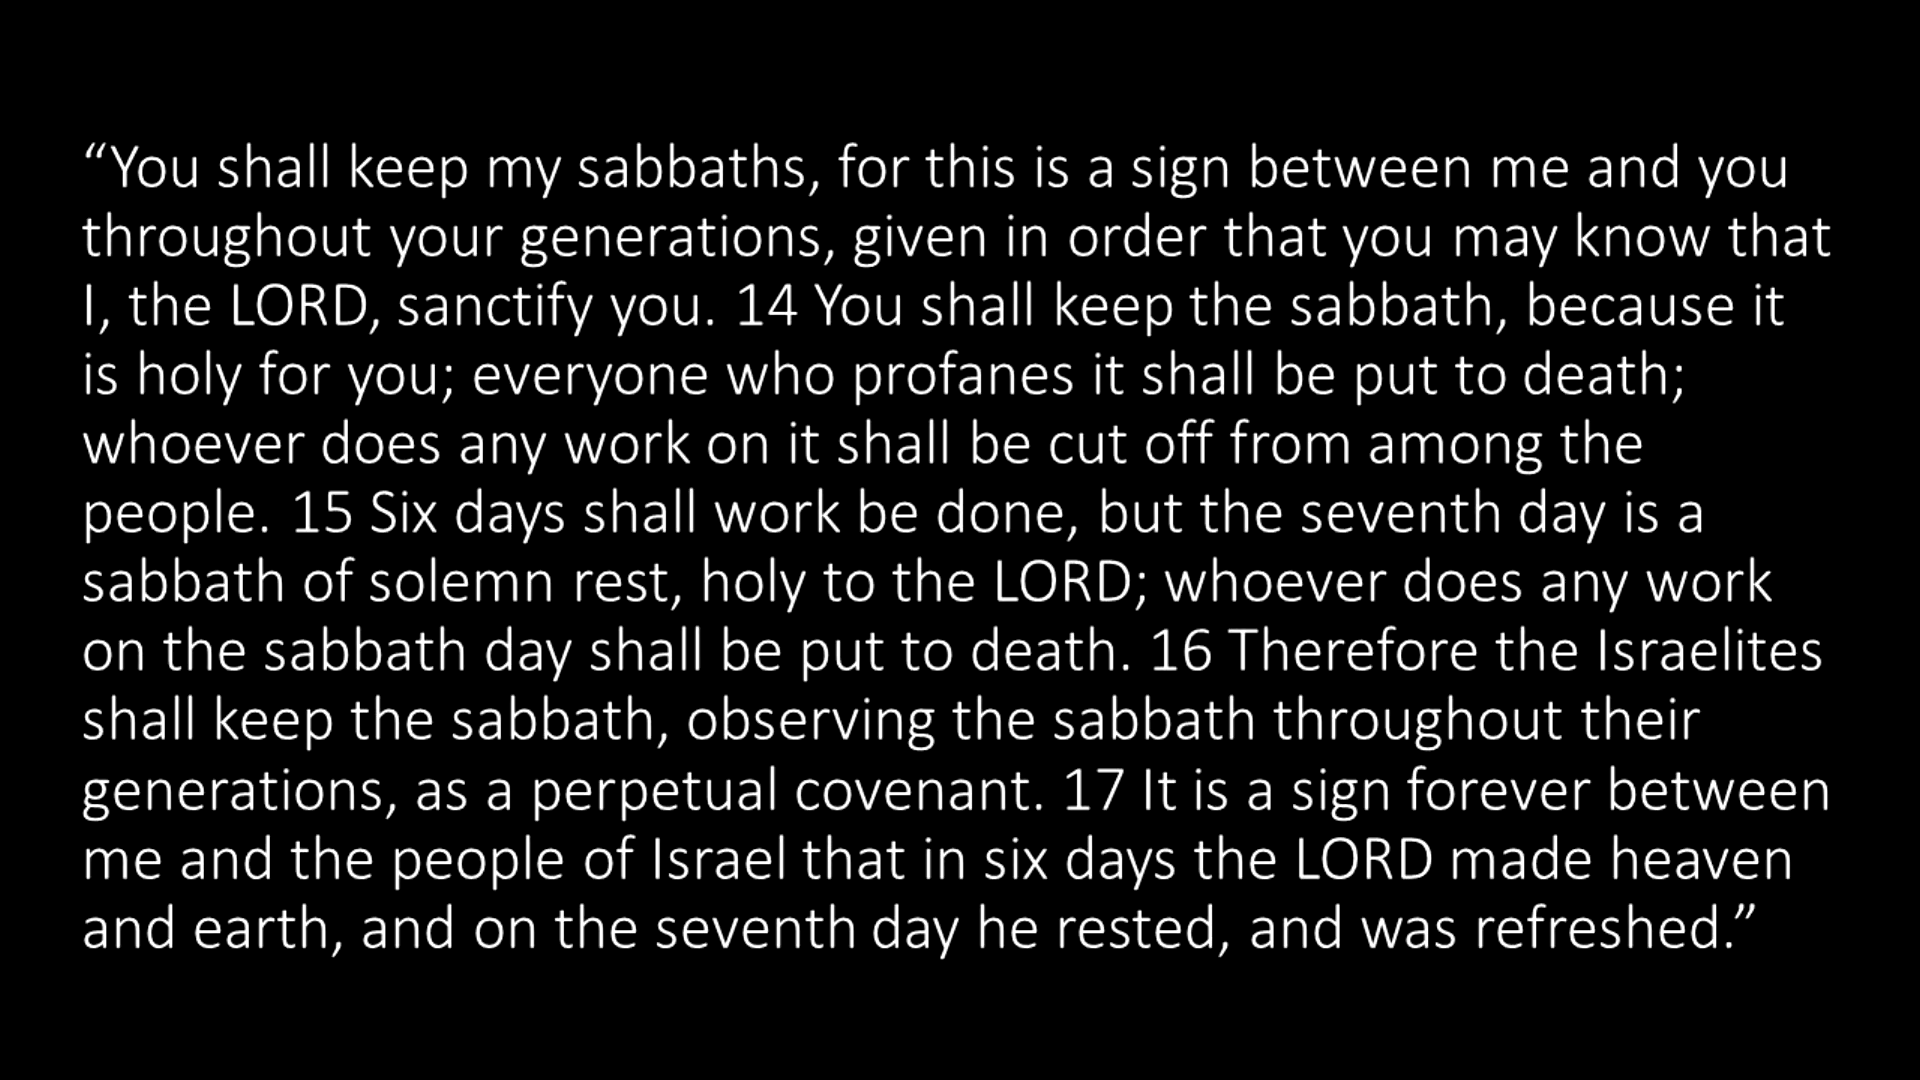 “You shall keep my sabbaths, for this is a sign between me and you
throughout your generations, given in order that you may know that
I, the LORD, sanctify you. 14 You shall keep the sabbath, because it
is holy for you; everyone who profanes it shall be put to death;
whoever does any work on it shall be cut off from among the
people. 15 Six days shall work be done, but the seventh day is a
sabbath of solemn rest, holy to the LORD; whoever does any work
on the sabbath day shall be put to death. 16 Therefore the Israelites
shall keep the sabbath, observing the sabbath throughout their
generations, as a perpetual covenant. 17 It is a sign forever between
me and the people of Israel that in six days the LORD made heaven
and earth, and on the seventh day he rested, and was refreshed.”